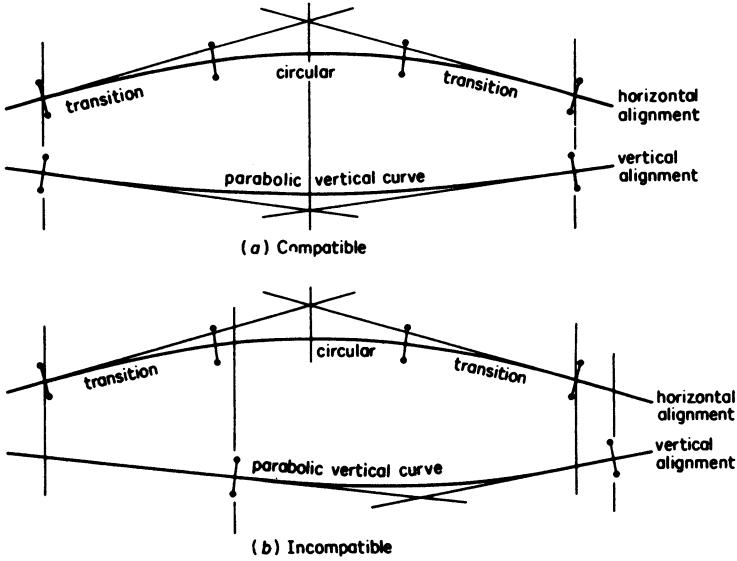 circular
transition
transition
horizontal
alignment
vertical
alignment
parabolic vertical curve
(a) Compatible
circular
transition
transition
horizontal
alignment
vertical
alignment
parabolic vertical curve
(b) Incompatible